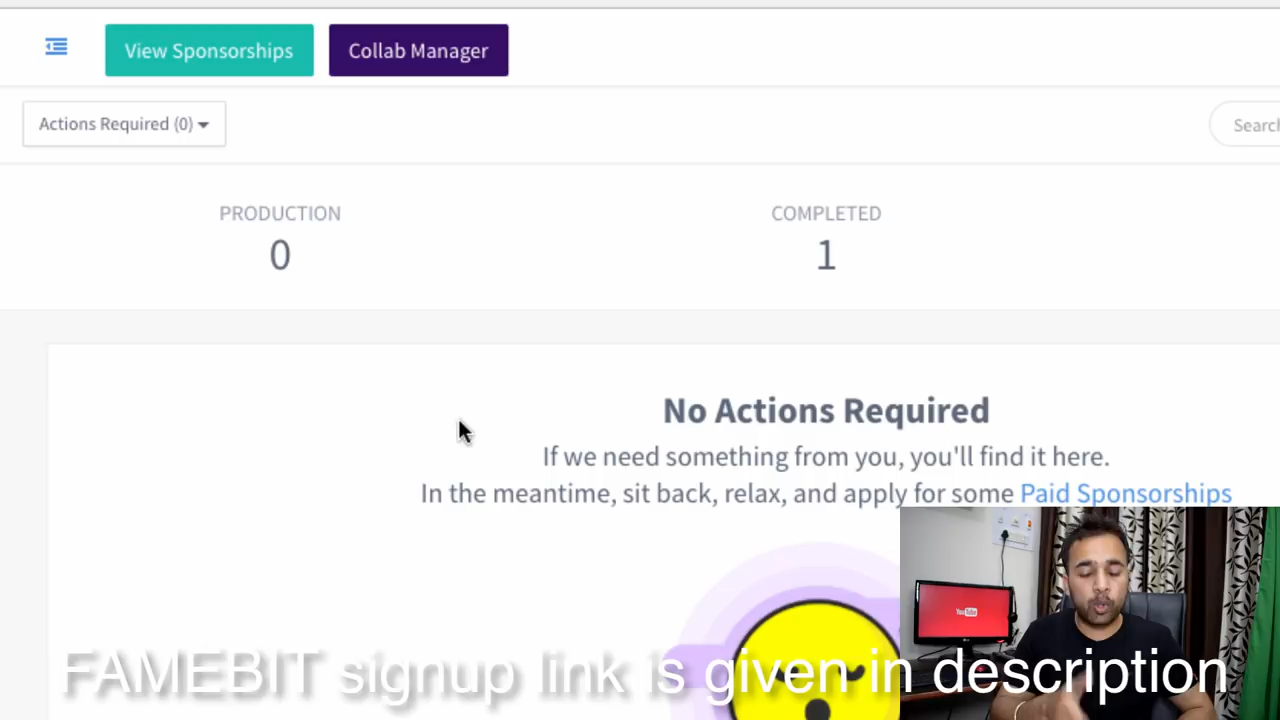 View Sponsorships
Collab Manager
Actions Required (0)
Search
PRODUCTION
COMPLETED
0
1
No Actions Required
If we need something from you, you'll find it here.
In the meantime, sit back, relax, and apply for some Paid Sponsorships
YouTube
FAMEBIT signup link is given in description